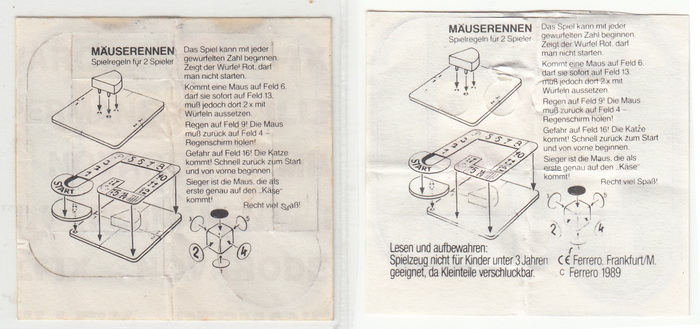 MÄUSERENNEN
Spielregeln für 2 Spieler
Das Spiel kann mit jeder
gewürfelten Zahl beginnen.
Zeigt der Würfel Rot, darf
man nicht starten.
Kommt eine Maus auf Feld 6,
darf sie sofort auf Feld 13,
muß jedoch dort 2 x mit
Würfeln aussetzen.
Regen auf Feld 9! Die Maus
muß zurück auf Feld 4 –
Regenschirm holen!
Gefahr auf Feld 16! Die Katze
kommt! Schnell zurück zum Start
und von vorne beginnen.
Sieger ist die Maus, die als
erste genau auf den „Käse"
kommt!
Recht viel Spaß!
START
2
4
MÄUSERENNEN
Spielregeln für 2 Spieler
Das Spiel kann mit jeder
gewürfelten Zahl beginnen.
Zeigt der Würfel Rot, darf
man nicht starten.
Kommt eine Maus auf Feld 6,
darf sie sofort auf Feld 13,
muß jedoch dort 2 x mit
Würfeln aussetzen.
Regen auf Feld 9! Die Maus
muß zurück auf Feld 4 –
Regenschirm holen!
Gefahr auf Feld 16! Die Katze
kommt! Schnell zurück zum Start
und von vorne beginnen.
Sieger ist die Maus, die als
erste genau auf den „Käse"
kommt!
Recht viel Spaß!
START
2
4
Lesen und aufbewahren:
Spielzeug nicht für Kinder unter 3 Jahren
geeignet, da Kleinteile verschluckbar.
CE Ferrero, Frankfurt/M.
© Ferrero 1989